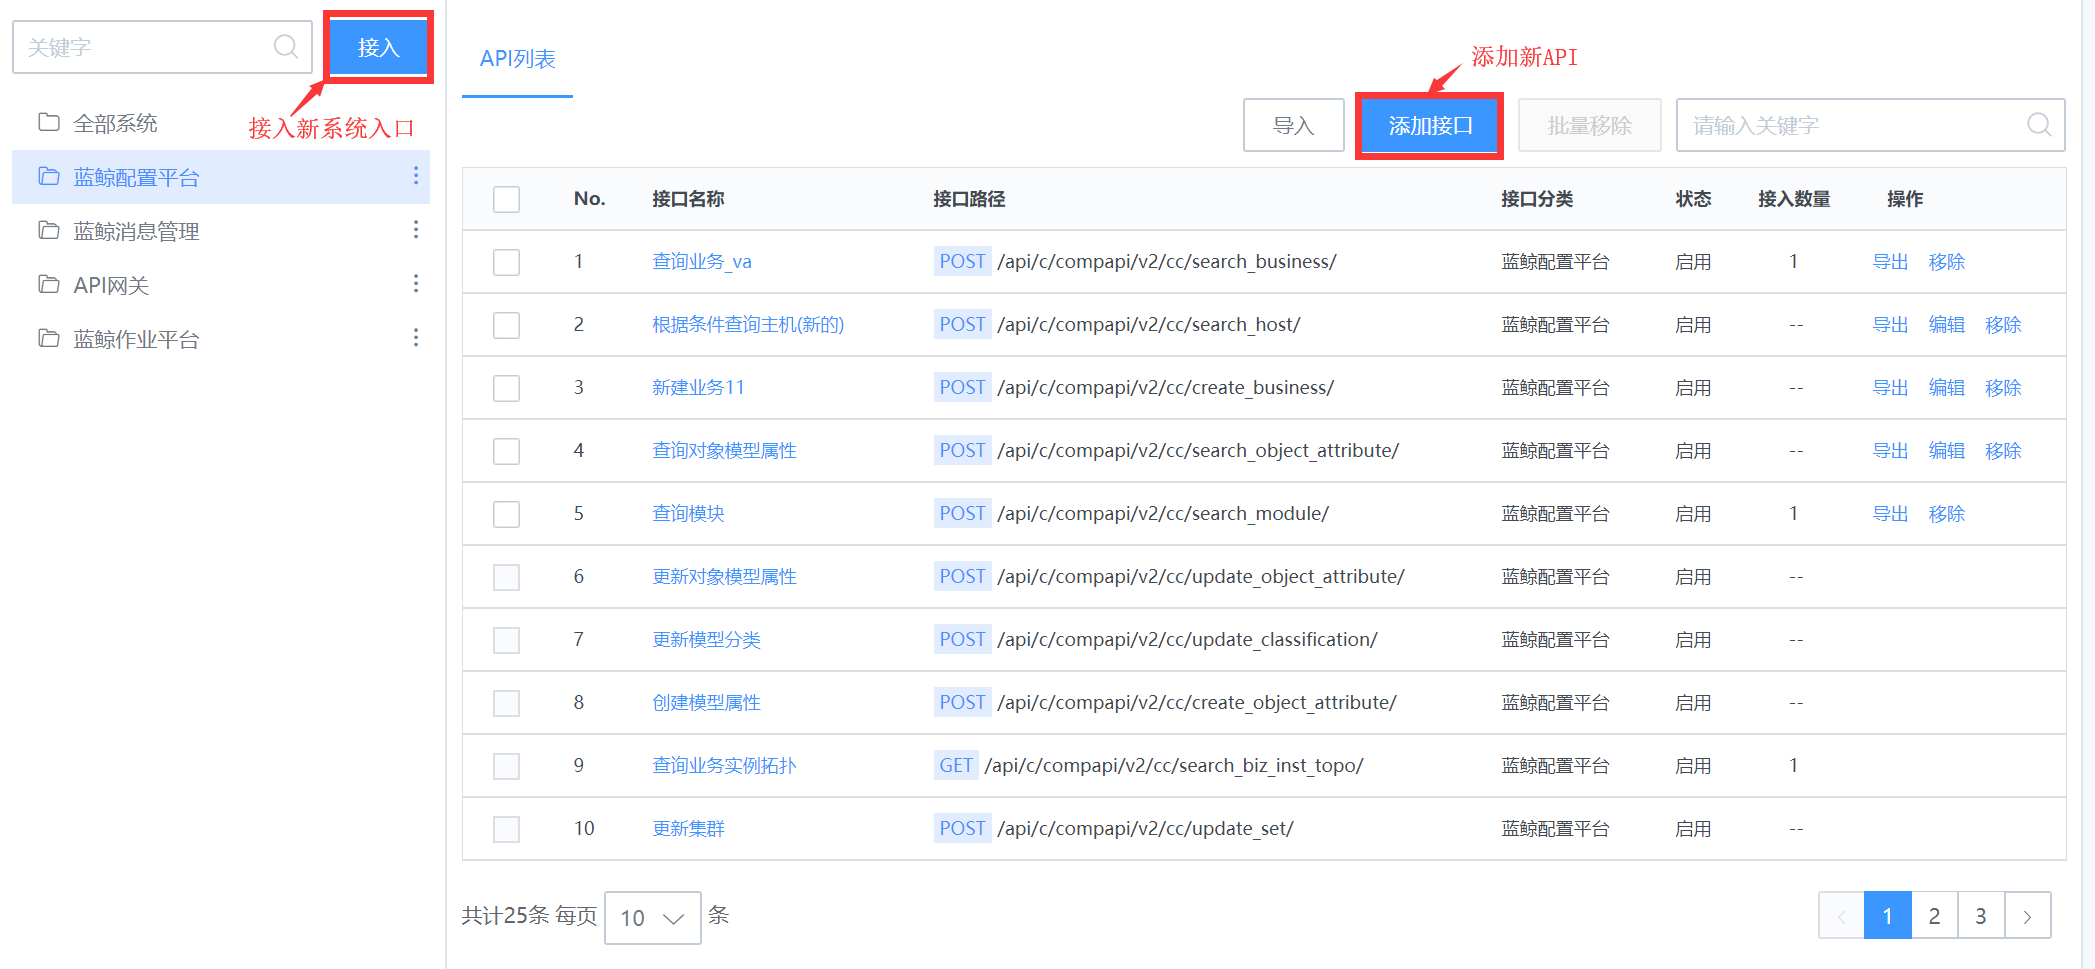 关键字
接入
接入新系统入口
全部系统
蓝鲸配置平台
蓝鲸消息管理
API网关
蓝鲸作业平台
API列表
添加新API
导入 添加接口 批量移除 请输入关键字
No. 接口名称 接口路径 接口分类 状态 接入数量 操作
1 查询业务_va POST /api/c/compapi/v2/cc/search_business/ 蓝鲸配置平台 启用 1 导出 移除
2 根据条件查询主机(新的) POST /api/c/compapi/v2/cc/search_host/ 蓝鲸配置平台 启用 -- 导出 编辑 移除
3 新建业务11 POST /api/c/compapi/v2/cc/create_business/ 蓝鲸配置平台 启用 -- 导出 编辑 移除
4 查询对象模型属性 POST /api/c/compapi/v2/cc/search_object_attribute/ 蓝鲸配置平台 启用 -- 导出 编辑 移除
5 查询模块 POST /api/c/compapi/v2/cc/search_module/ 蓝鲸配置平台 启用 1 导出 移除
6 更新对象模型属性 POST /api/c/compapi/v2/cc/update_object_attribute/ 蓝鲸配置平台 启用 --
7 更新模型分类 POST /api/c/compapi/v2/cc/update_classification/ 蓝鲸配置平台 启用 --
8 创建模型属性 POST /api/c/compapi/v2/cc/create_object_attribute/ 蓝鲸配置平台 启用 --
9 查询业务实例拓扑 GET /api/c/compapi/v2/cc/search_biz_inst_topo/ 蓝鲸配置平台 启用 1
10 更新集群 POST /api/c/compapi/v2/cc/update_set/ 蓝鲸配置平台 启用 --
共计25条 每页 10 条
1 2 3